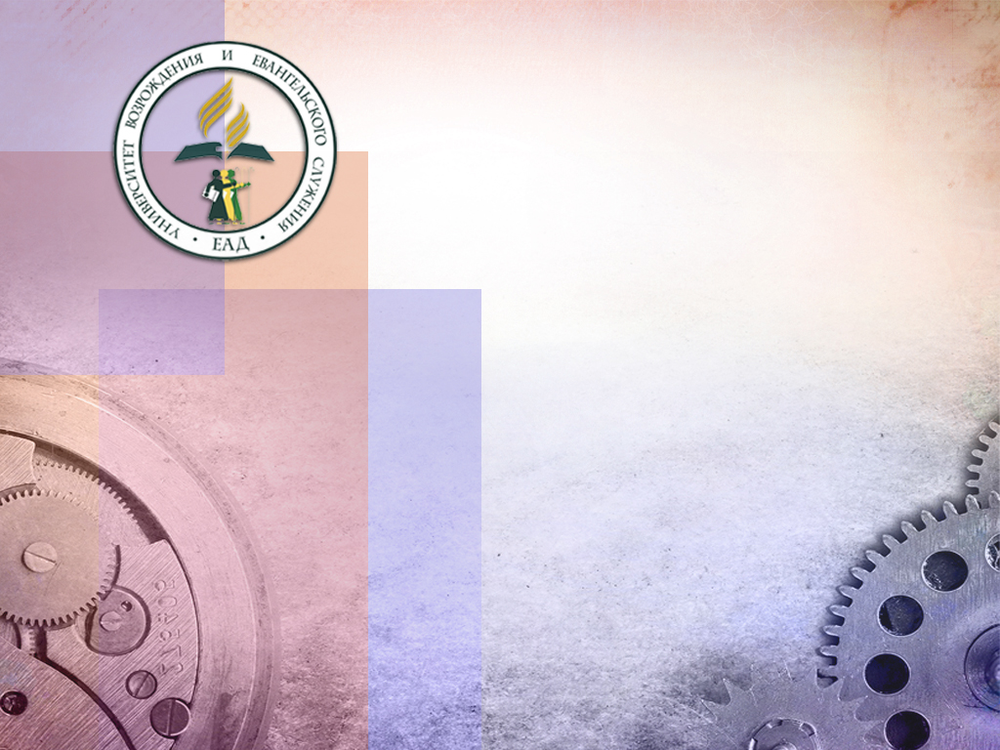 УНИВЕРСИТЕТ ВОЗРОЖДЕНИЯ И ЕВАНГЕЛЬСКОГО СЛУЖЕНИЯ
· ЕАД ·